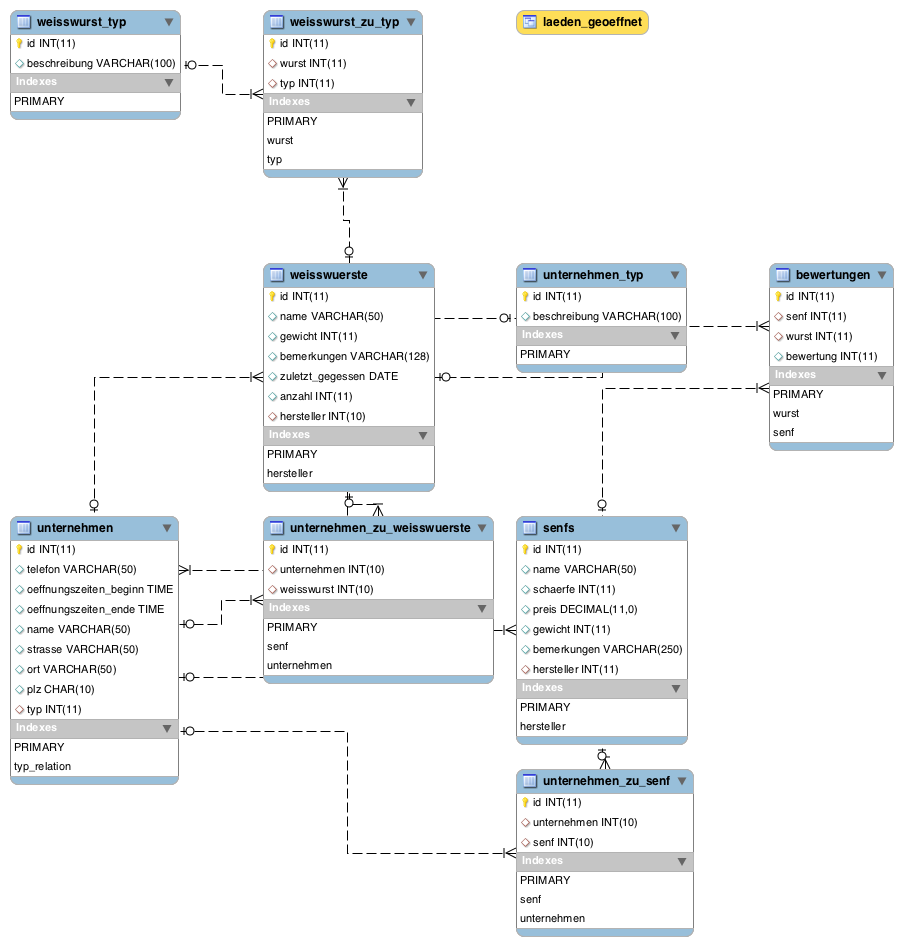 weisswurst_typ
id INT(11)
beschreibung VARCHAR(100)
Indexes
PRIMARY
weisswurst_zu_typ
id INT(11)
wurst INT(11)
typ INT(11)
Indexes
PRIMARY
wurst
typ
laeden_geoeffnet
weisswuerste
id INT(11)
name VARCHAR(50)
gewicht INT(11)
bemerkungen VARCHAR(128)
zuletzt_gegessen DATE
anzahl INT(11)
hersteller INT(10)
Indexes
PRIMARY
hersteller
unternehmen_typ
id INT(11)
beschreibung VARCHAR(100)
Indexes
PRIMARY
bewertungen
id INT(11)
senf INT(11)
wurst INT(11)
bewertung INT(11)
Indexes
PRIMARY
wurst
senf
unternehmen
id INT(11)
telefon VARCHAR(50)
oeffnungszeiten_beginn TIME
oeffnungszeiten_ende TIME
name VARCHAR(50)
strasse VARCHAR(50)
ort VARCHAR(50)
plz CHAR(10)
typ INT(11)
Indexes
PRIMARY
typ_relation
unternehmen_zu_weisswuerste
id INT(11)
unternehmen INT(10)
weisswurst INT(10)
Indexes
PRIMARY
senf
unternehmen
senfs
id INT(11)
name VARCHAR(50)
schaerfe INT(11)
preis DECIMAL(11,0)
gewicht INT(11)
bemerkungen VARCHAR(250)
hersteller INT(11)
Indexes
PRIMARY
hersteller
unternehmen_zu_senf
id INT(11)
unternehmen INT(10)
senf INT(10)
Indexes
PRIMARY
senf
unternehmen